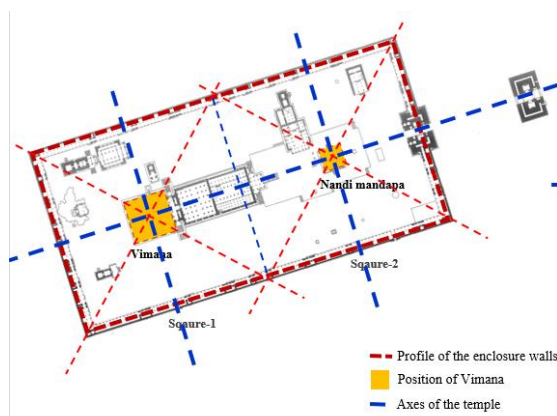 Nandi mandapa
Vimana
Sqaure-2
Sqaure-1
Profile of the enclosure walls
Position of Vimana
Axes of the temple